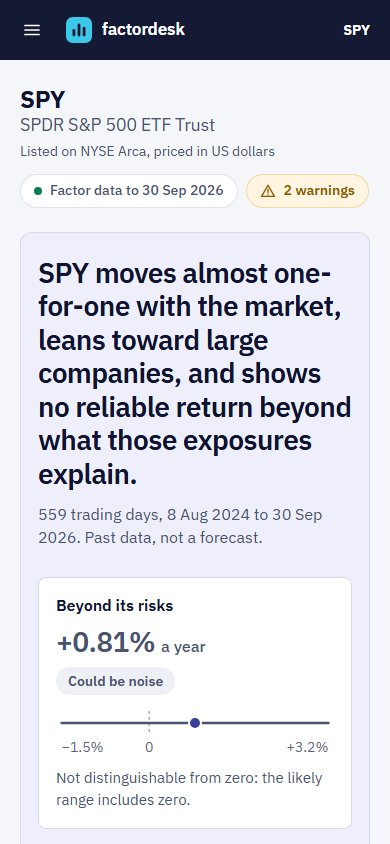 factordesk
SPY
SPY
SPDR S&P 500 ETF Trust
Listed on NYSE Arca, priced in US dollars
Factor data to 30 Sep 2026
2 warnings
SPY moves almost one-
for-one with the market,
leans toward large
companies, and shows
no reliable return beyond
what those exposures
explain.
559 trading days, 8 Aug 2024 to 30 Sep
2026. Past data, not a forecast.
Beyond its risks
+0.81% a year
Could be noise
−1.5% 0 +3.2%
Not distinguishable from zero: the likely
range includes zero.